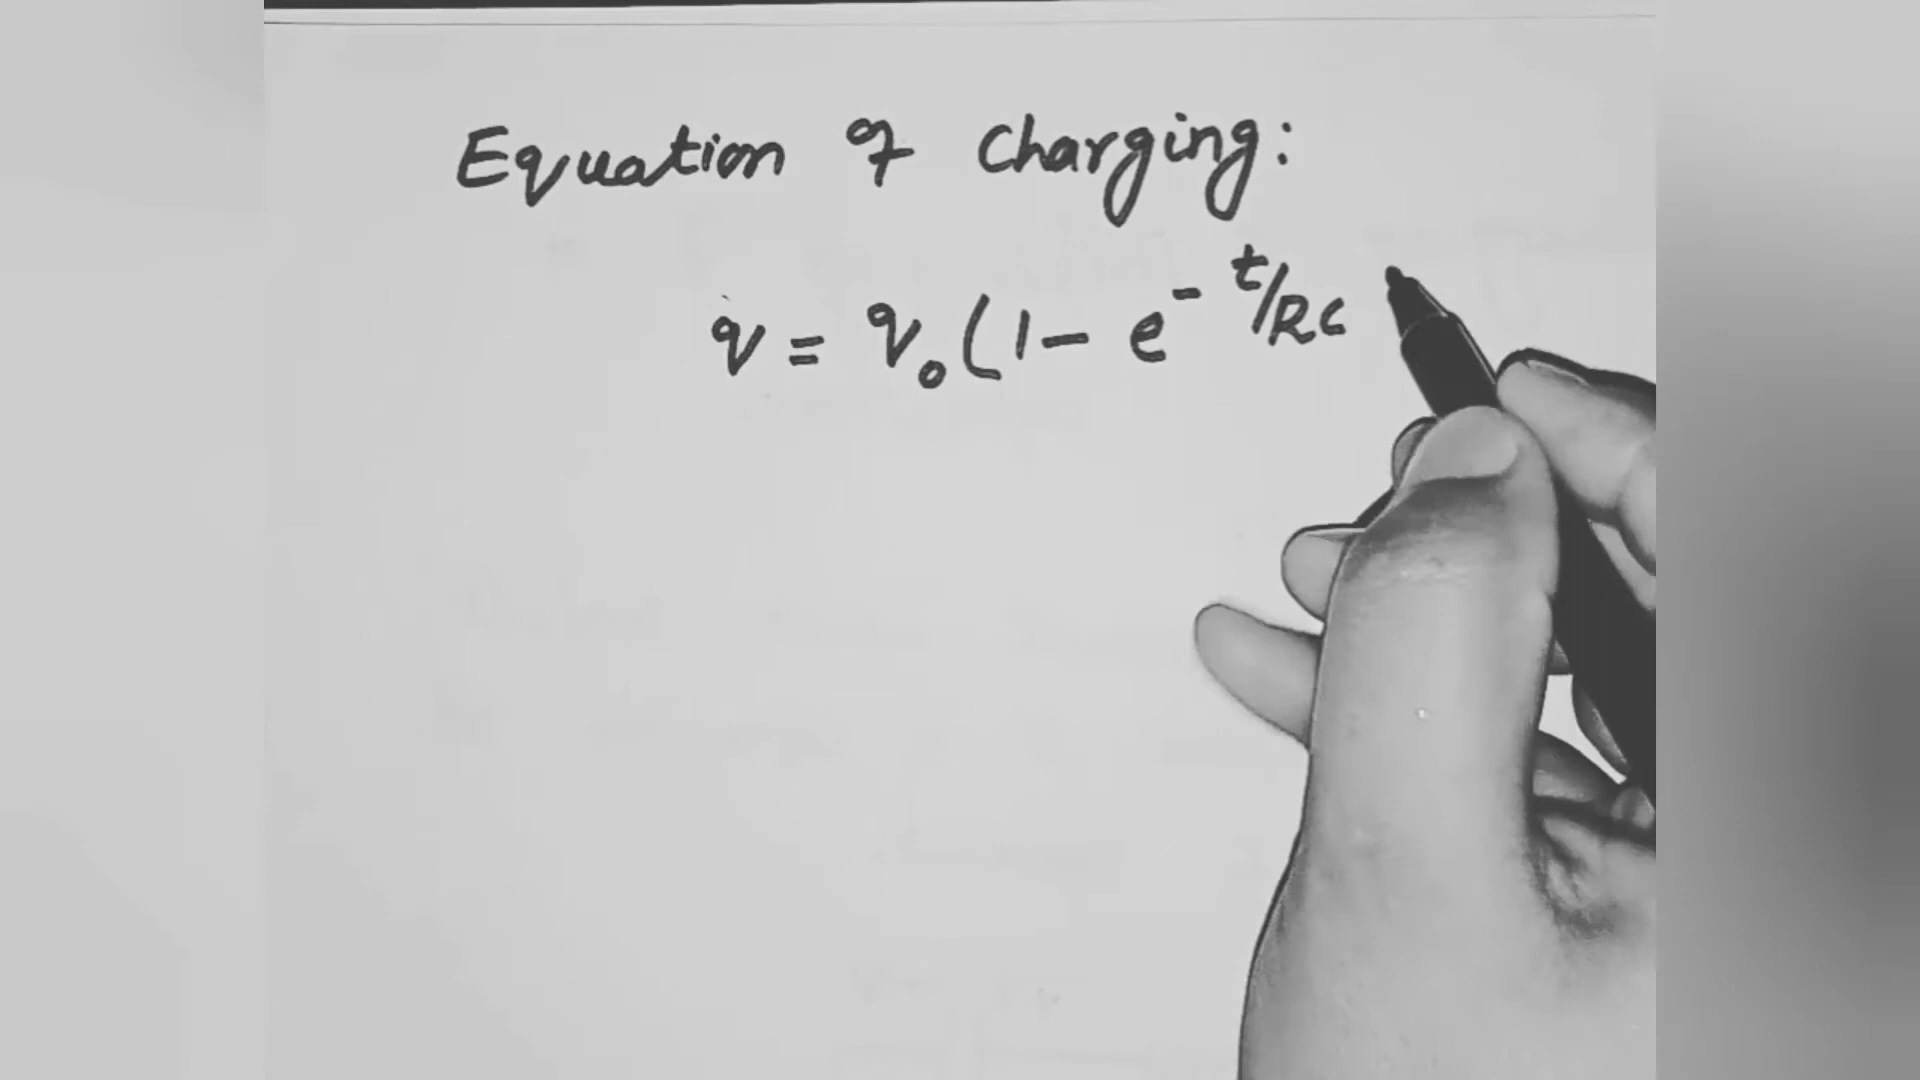 Equation of Charging:
q = q₀ (1 - e^- t/RC